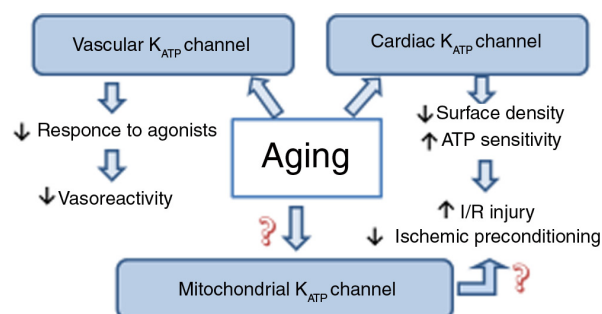 Vascular KATP channel
Cardiac KATP channel
↓ Responce to agonists
↓ Vasoreactivity
Aging
↓ Surface density
↑ ATP sensitivity
↑ I/R injury
↓ Ischemic preconditioning
?
Mitochondrial KATP channel
?